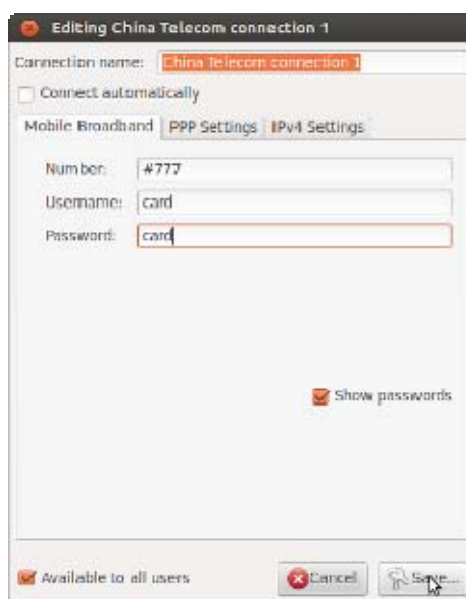 Editing China Telecom connection 1
Connection name: China Telecom connection 1
Connect automatically
Mobile Broadband PPP Settings IPv4 Settings
Number: #777
Username: card
Password: card
Show passwords
Available to all users Cancel Save...